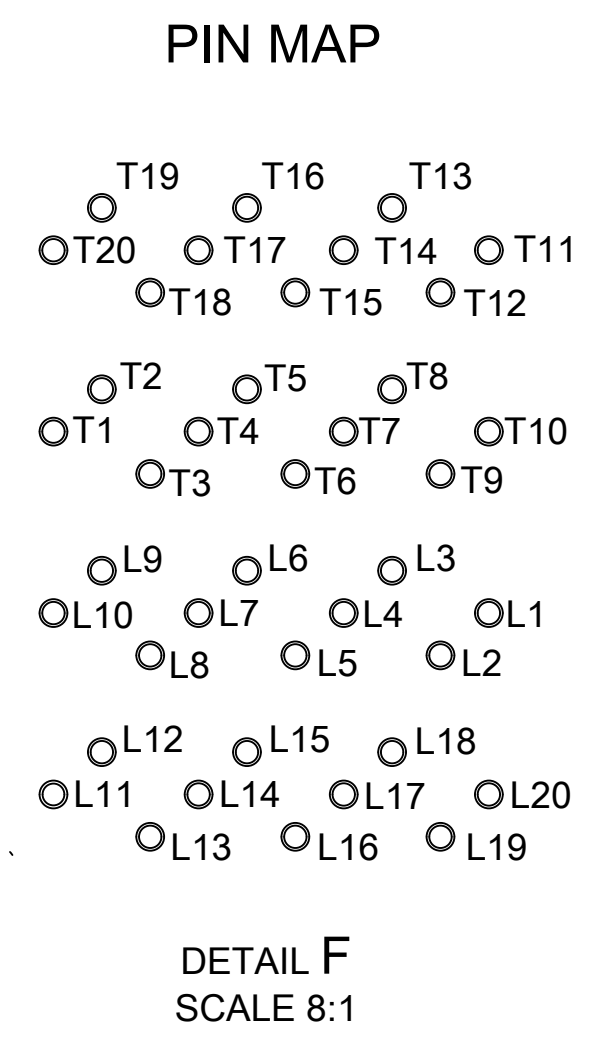 PIN MAP
T19 T16 T13
T20 T17 T14 T11
T18 T15 T12
T2 T5 T8
T1 T4 T7 T10
T3 T6 T9
L9 L6 L3
L10 L7 L4 L1
L8 L5 L2
L12 L15 L18
L11 L14 L17 L20
L13 L16 L19
DETAIL F
SCALE 8:1